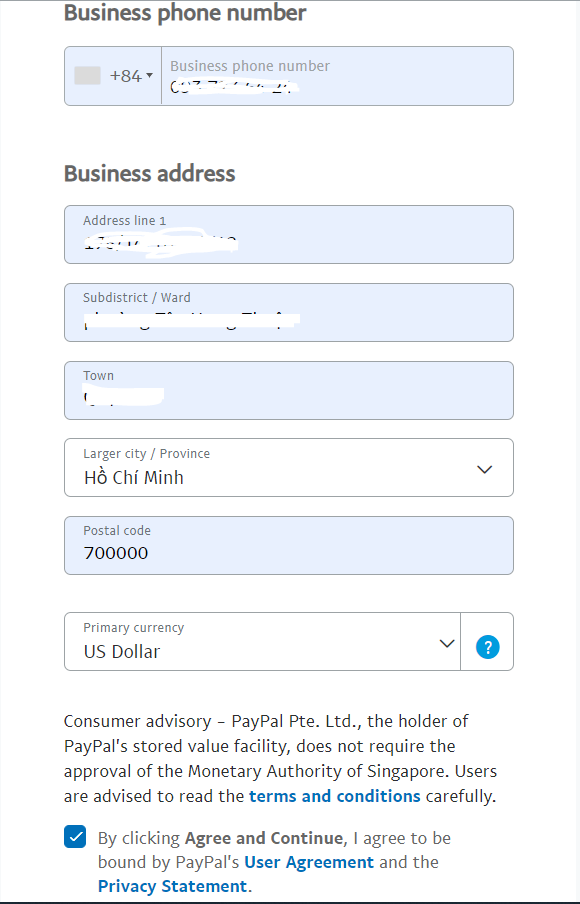 Business phone number
+84
Business phone number
Business address
Address line 1
Subdistrict / Ward
Town
Larger city / Province
Hồ Chí Minh
Postal code
700000
Primary currency
US Dollar
?
Consumer advisory – PayPal Pte. Ltd., the holder of
PayPal's stored value facility, does not require the
approval of the Monetary Authority of Singapore. Users
are advised to read the terms and conditions carefully.
By clicking Agree and Continue, I agree to be
bound by PayPal's User Agreement and the
Privacy Statement.